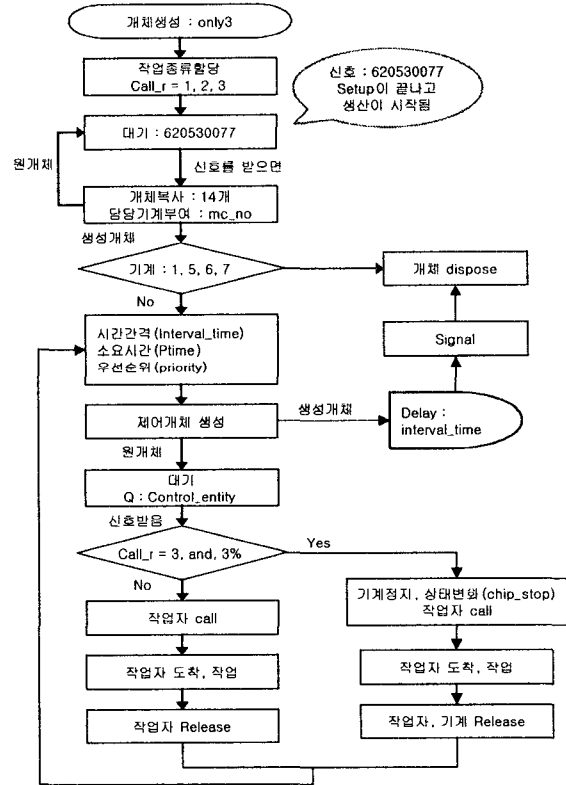 개체생성 : only3
작업종류할당
Call_r = 1, 2, 3
신호 : 620530077
Setup이 끝나고
생산이 시작됨
대기 : 620530077
원개체
신호를 받으면
개체복사 : 14개
담당기계부여 : mc_no
생성개체
기계 : 1, 5, 6, 7
개체 dispose
No
시간간격(Interval_time)
소요시간(Ptime)
우선순위(priority)
Signal
제어개체 생성
생성개체
Delay :
interval_time
원개체
대기
Q : Control_entity
신호받음
Call_r = 3, and, 3%
Yes
No
기계정지, 상태변화(chip_stop)
작업자 call
작업자 call
작업자 도착, 작업
작업자 도착, 작업
작업자 Release
작업자, 기계 Release